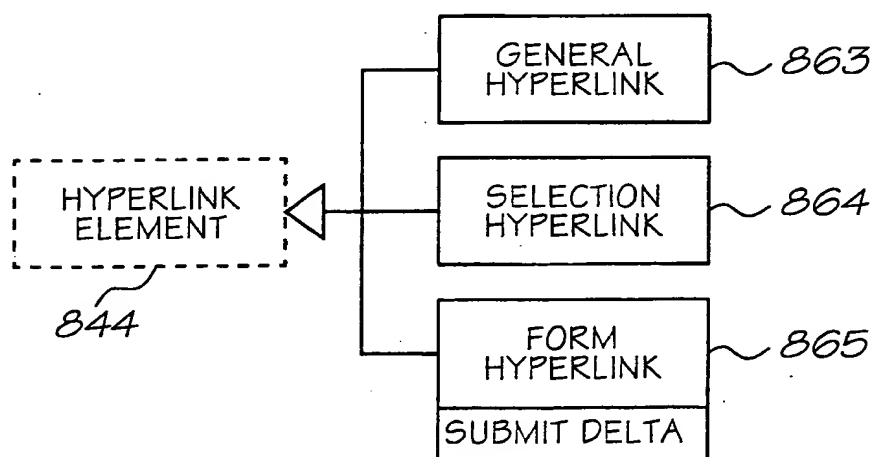 GENERAL
HYPERLINK
863
HYPERLINK
ELEMENT
844
SELECTION
HYPERLINK
864
FORM
HYPERLINK
865
SUBMIT DELTA